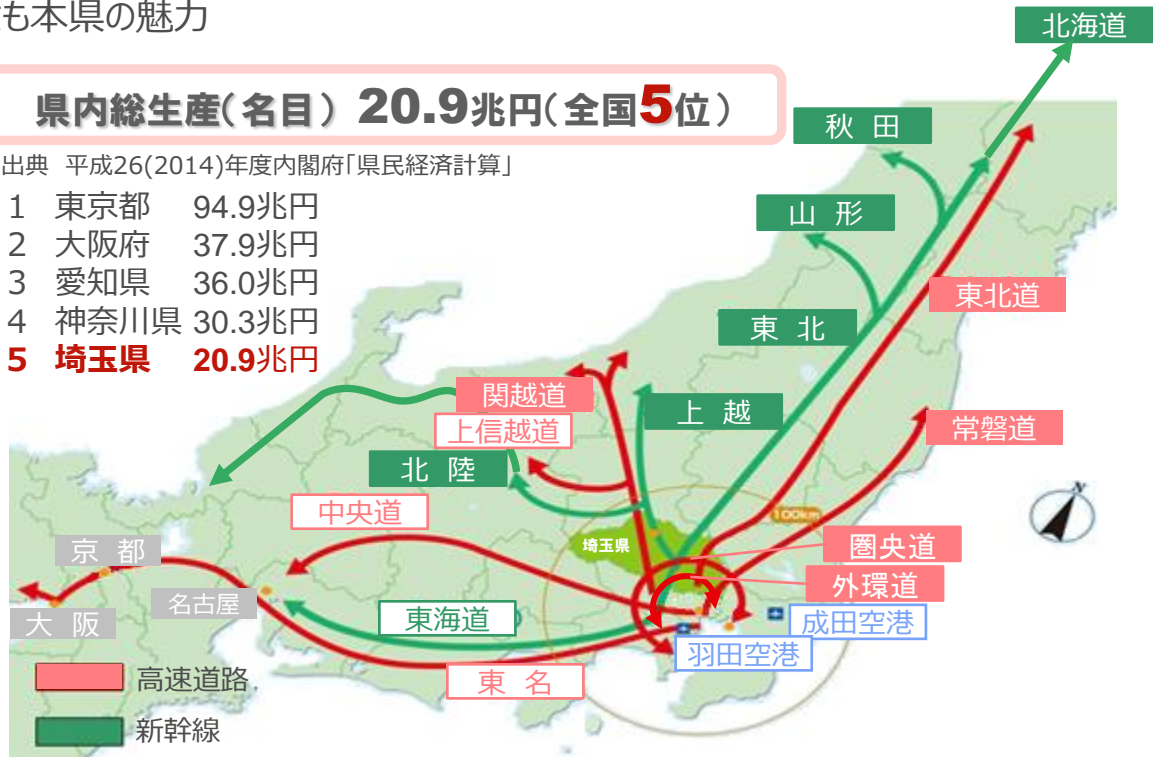 も本県の魅力
北海道
県内総生産(名目) 20.9兆円(全国5位)
秋 田
出典 平成26(2014)年度内閣府「県民経済計算」
1 東京都 94.9兆円
2 大阪府 37.9兆円
3 愛知県 36.0兆円
4 神奈川県 30.3兆円
5 埼玉県 20.9兆円
山 形
東北道
東 北
関越道
上 越
上信越道
常磐道
北 陸
中央道
100km
N
埼玉県
圏央道
京 都
外環道
名古屋
大 阪
東海道
成田空港
羽田空港
東 名
高速道路
新幹線